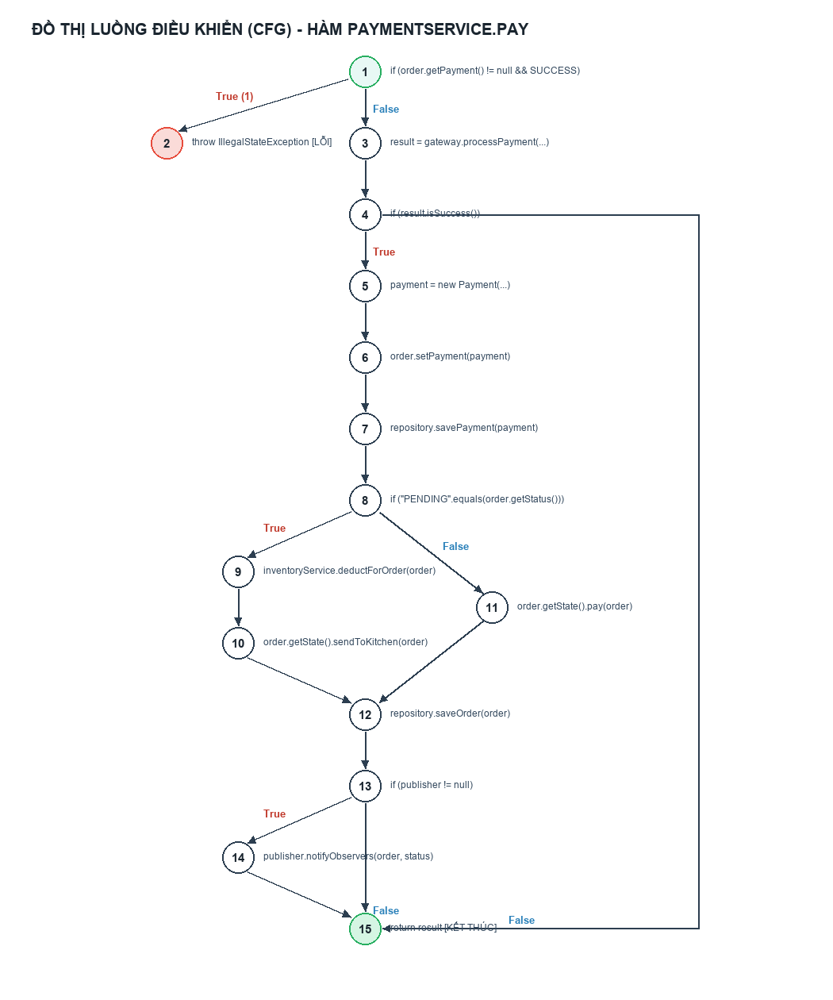 ĐỒ THỊ LUỒNG ĐIỀU KHIỂN (CFG) - HÀM PAYMENTSERVICE.PAY
1 if (order.getPayment() != null && SUCCESS)
True (1)
False
2 throw IllegalStateException [LỖI]
3 result = gateway.processPayment(...)
4 if (result.isSuccess())
True
5 payment = new Payment(...)
6 order.setPayment(payment)
7 repository.savePayment(payment)
8 if ("PENDING".equals(order.getStatus()))
True
False
9 inventoryService.deductForOrder(order)
11 order.getState().pay(order)
10 order.getState().sendToKitchen(order)
12 repository.saveOrder(order)
13 if (publisher != null)
True
14 publisher.notifyObservers(order, status)
False
False
15 return result [KẾT THÚC]